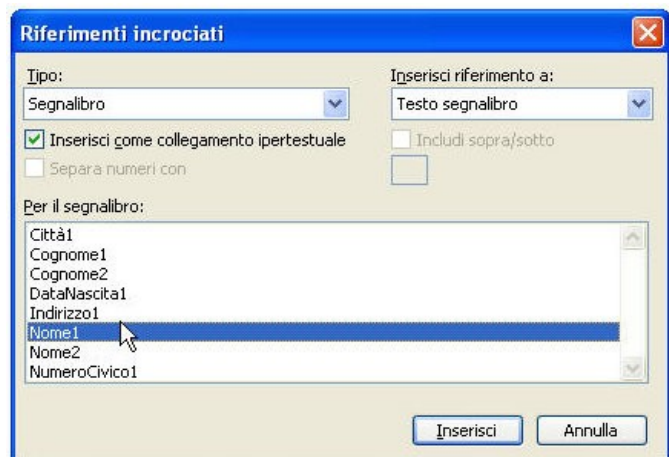 Riferimenti incrociati
Tipo:
Inserisci riferimento a:
Segnalibro
Testo segnalibro
Inserisci come collegamento ipertestuale
Includi sopra/sotto
Separa numeri con
Per il segnalibro:
Città1
Cognome1
Cognome2
DataNascita1
Indirizzo1
Nome1
Nome2
NumeroCivico1
Inserisci
Annulla